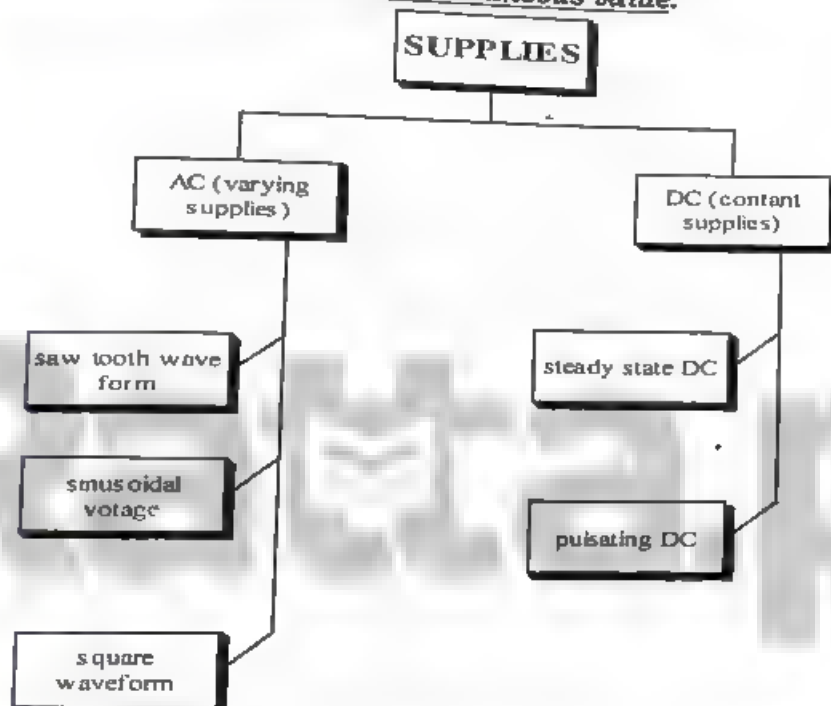 SUPPLIES
AC (varying
supplies)
DC (contant
supplies)
saw tooth wave
form
steady state DC
smusoidal
votage
pulsating DC
square
waveform